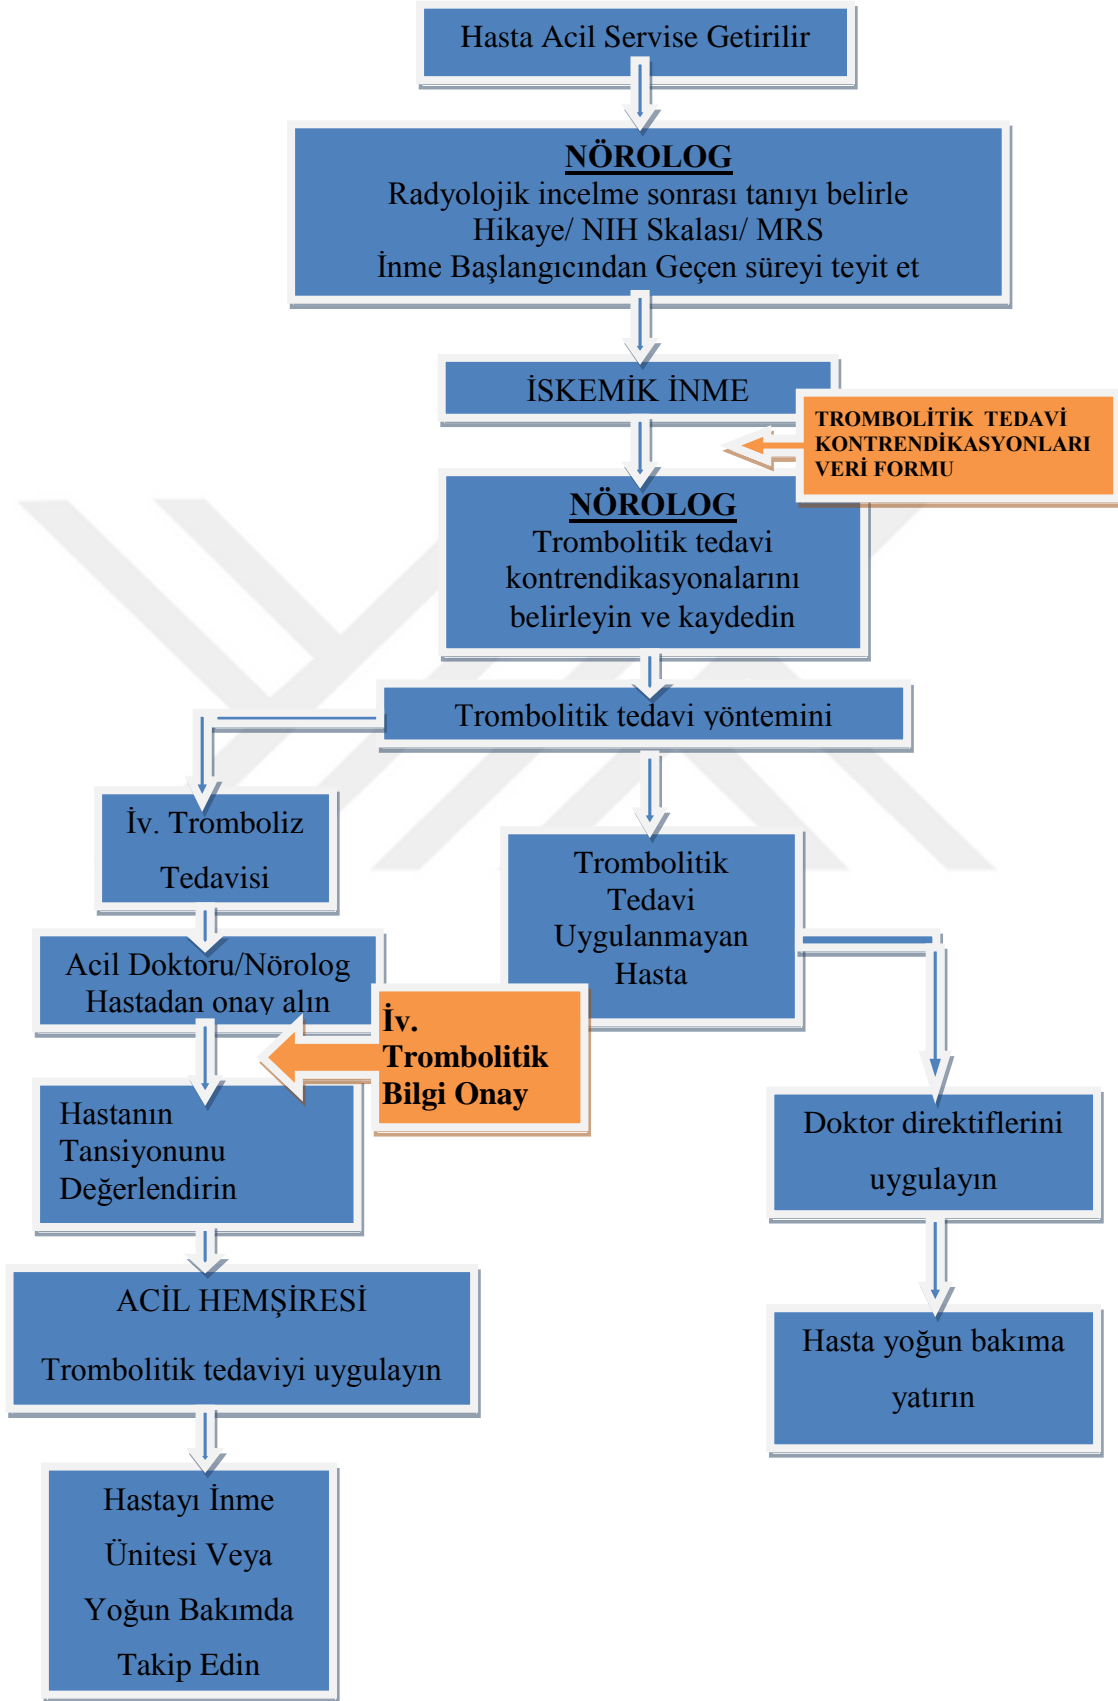 Hasta Acil Servise Getirilir
NÖROLOG
Radyolojik incelme sonrası tanıyı belirle
Hikaye/ NIH Skalası/ MRS
İnme Başlangıcından Geçen süreyi teyit et
İSKEMİK İNME
TROMBOLİTİK TEDAVİ
KONTRENDİKASYONLARI
VERİ FORMU
NÖROLOG
Trombolitik tedavi
kontrendikasyonalarını
belirleyin ve kaydedin
Trombolitik tedavi yöntemini
İv. Tromboliz
Tedavisi
Trombolitik
Tedavi
Uygulanmayan
Hasta
Acil Doktoru/Nörolog
Hastadan onay alın
İv.
Trombolitik
Bilgi Onay
Hastanın
Tansiyonunu
Değerlendirin
Doktor direktiflerini
uygulayın
ACİL HEMŞİRESİ
Trombolitik tedaviyi uygulayın
Hasta yoğun bakıma
yatırın
Hastayı İnme
Ünitesi Veya
Yoğun Bakımda
Takip Edin